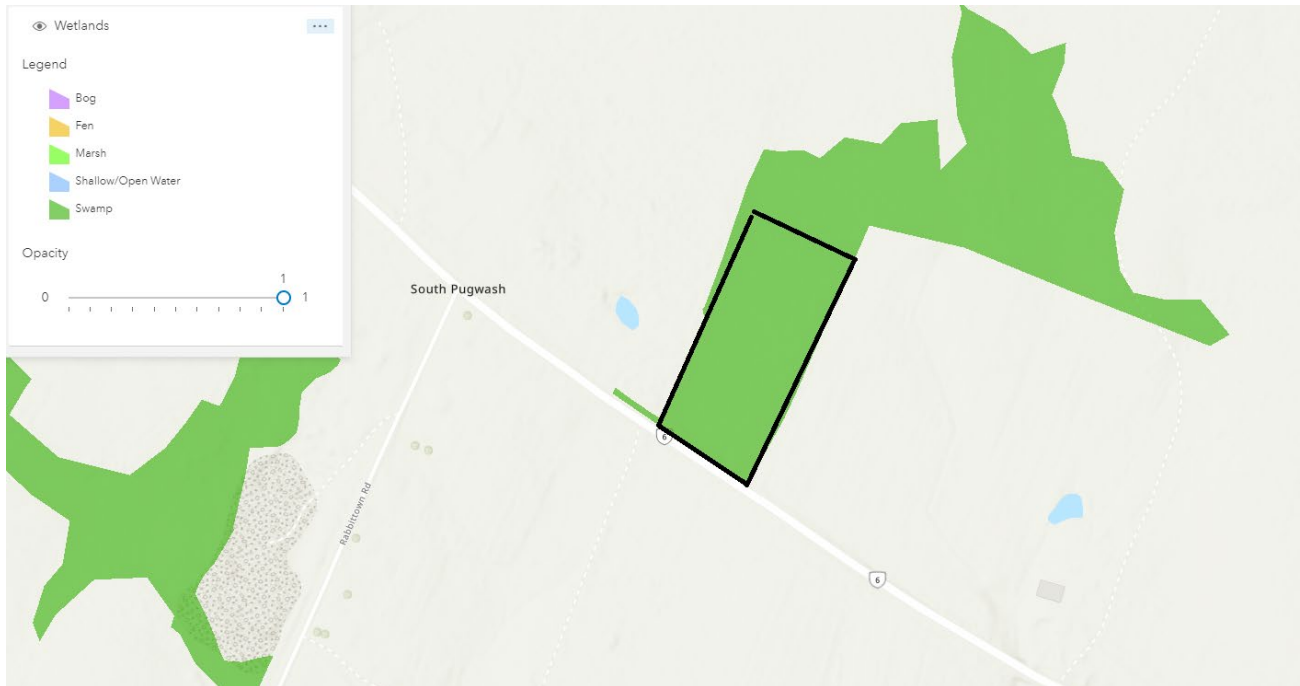 Wetlands
Legend
Bog
Fen
Marsh
Shallow/Open Water
Swamp
Opacity
1
0
1
South Pugwash
6
Rabbittown Rd
6